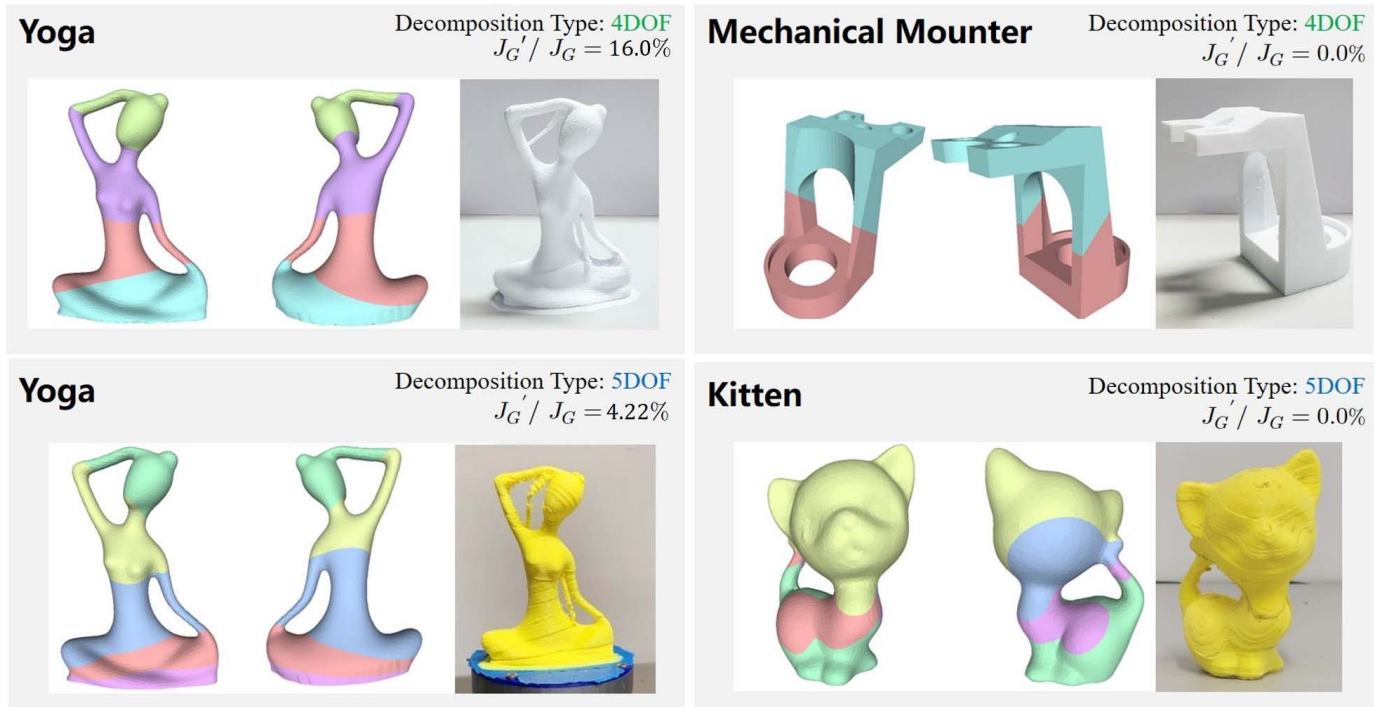 Yoga
Decomposition Type: 4DOF
J_G' / J_G = 16.0%
Mechanical Mounter
Decomposition Type: 4DOF
J_G' / J_G = 0.0%
Yoga
Decomposition Type: 5DOF
J_G' / J_G = 4.22%
Kitten
Decomposition Type: 5DOF
J_G' / J_G = 0.0%